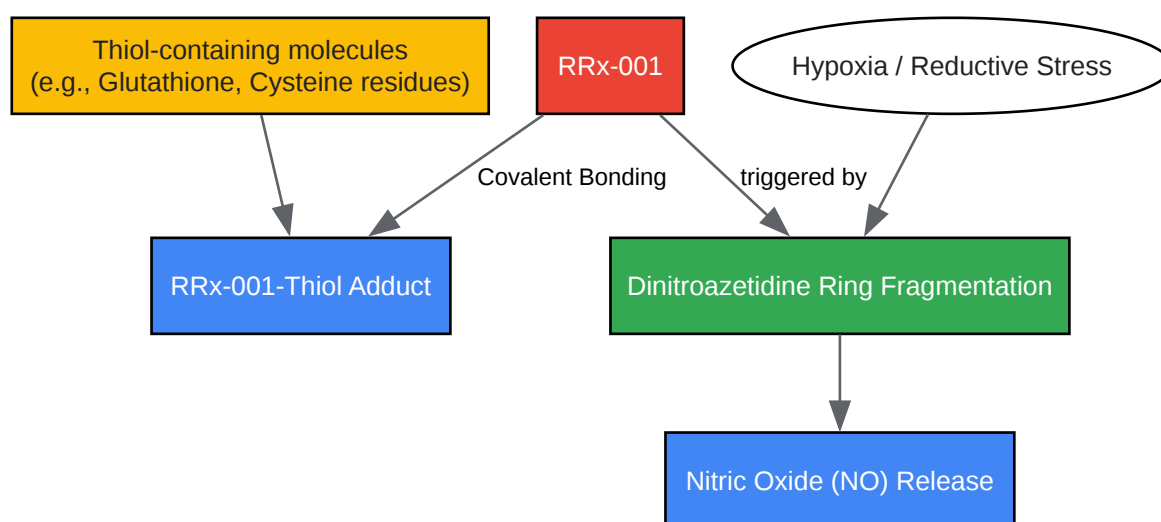 Thiol-containing molecules
(e.g., Glutathione, Cysteine residues)
RRx-001
Hypoxia / Reductive Stress
Covalent Bonding
triggered by
RRx-001-Thiol Adduct
Dinitroazetidine Ring Fragmentation
Nitric Oxide (NO) Release